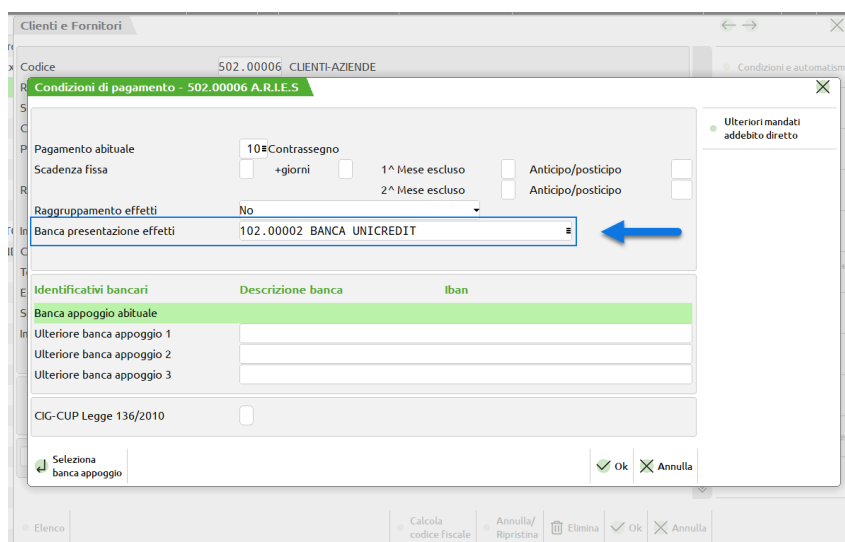 Clienti e Fornitori
Codice 502.00006 CLIENTI-AZIENDE
Condizioni e automatism
Condizioni di pagamento - 502.00006 A.R.I.E.S
Ulteriori mandati
addebito diretto
Pagamento abituale 10 Contrassegno
Scadenza fissa +giorni 1^ Mese escluso Anticipo/posticipo
2^ Mese escluso Anticipo/posticipo
Raggruppamento effetti No
Banca presentazione effetti 102.00002 BANCA UNICREDIT
Identificativi bancari Descrizione banca Iban
Banca appoggio abituale
Ulteriore banca appoggio 1
Ulteriore banca appoggio 2
Ulteriore banca appoggio 3
CIG-CUP Legge 136/2010
Seleziona
banca appoggio
Ok Annulla
Elenco
Calcola
codice fiscale
Annulla/
Ripristina
Elimina Ok Annulla